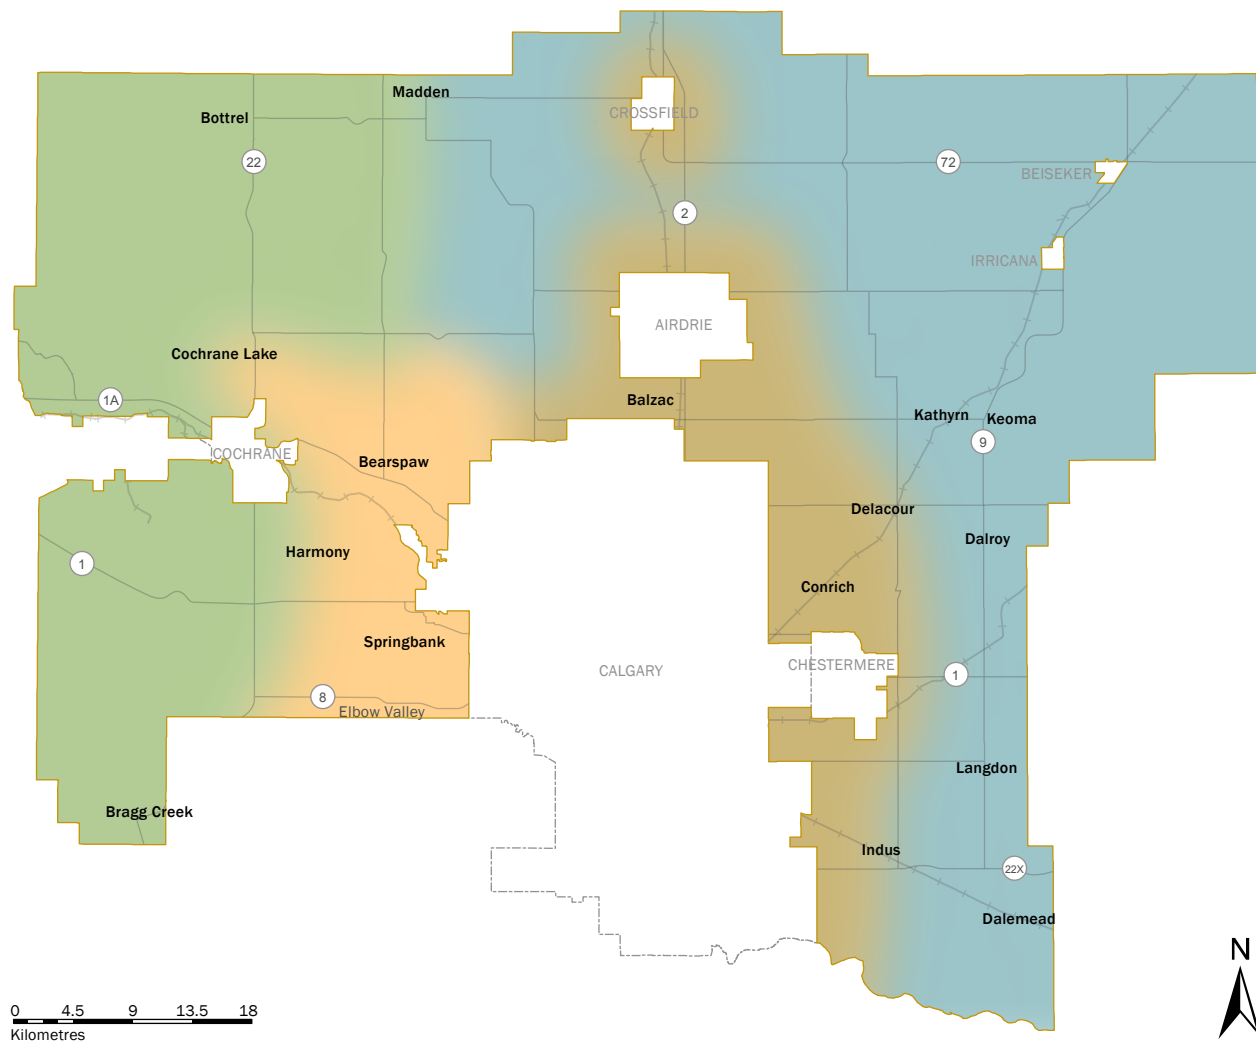 Madden
CROSSFIELD
Bottrel
22
72
BEISEKER
2
IRRICANA
AIRDRIE
Cochrane Lake
1A
Balzac
Kathyrn
Keoma
9
COCHRANE
Bearspaw
Delacour
Dalroy
Harmony
1
Conrich
Springbank
CALGARY
CHESTERMERE
1
8
Elbow Valley
Langdon
Bragg Creek
Indus
22X
Dalemead
N
0 4.5 9 13.5 18
Kilometres